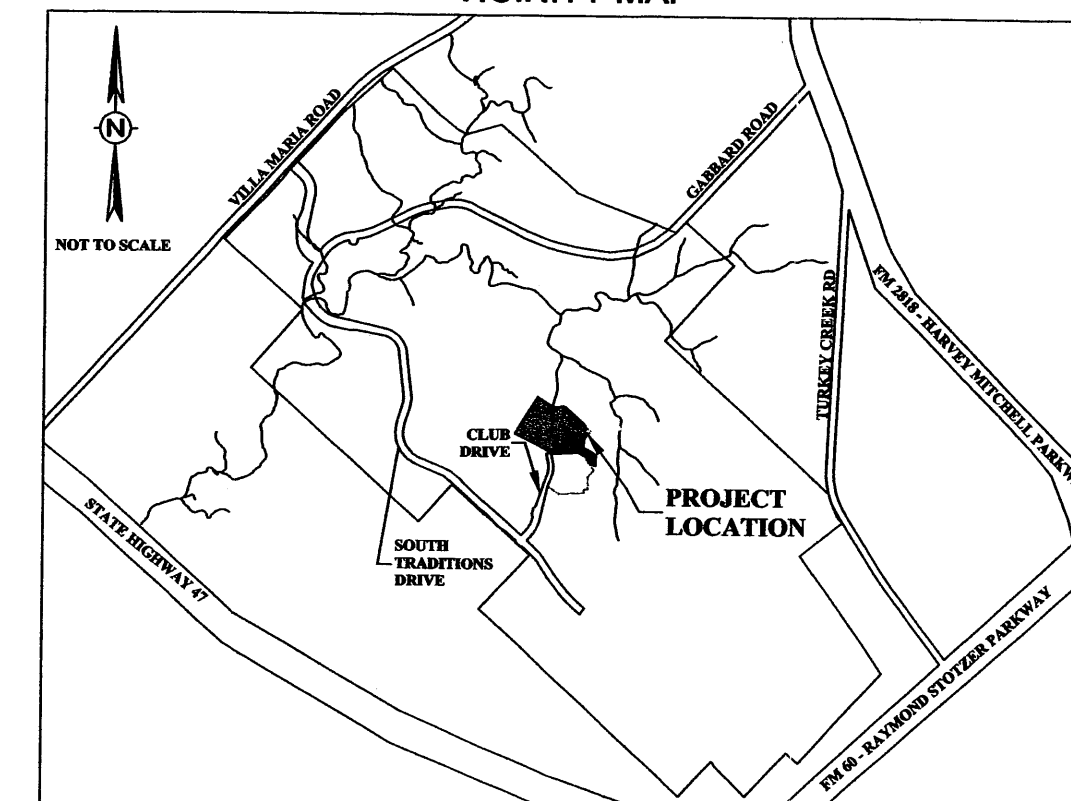 N
NOT TO SCALE
VILLA MARIA ROAD
GABBARD ROAD
TURKEY CREEK RD
FM 2818 - HARVEY MITCHELL
CLUB
DRIVE
PROJECT
LOCATION
SOUTH
TRADITIONS
DRIVE
STATE HIGHWAY 47
FM 60 - RAYMOND STOTZER PARKWAY